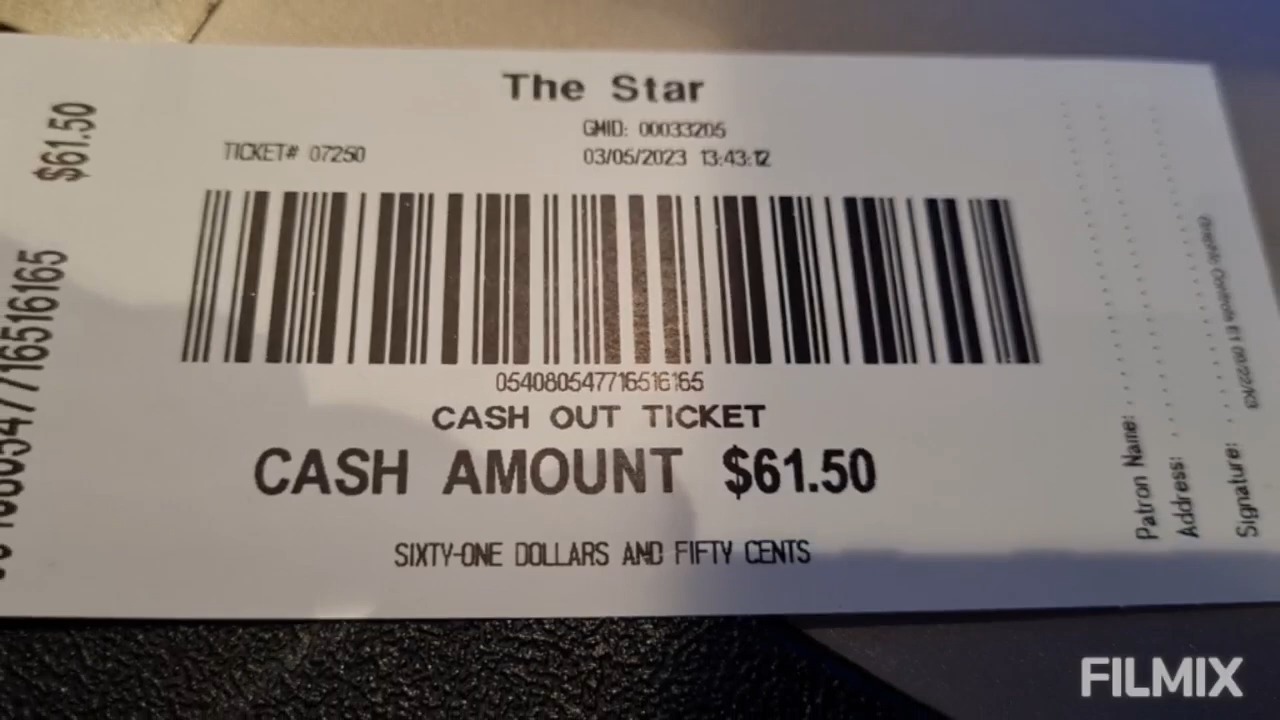 The Star
GMID: 00033205
TICKET# 07250
03/05/2023 13:43:12
054080547716516165
CASH OUT TICKET
CASH AMOUNT $61.50
SIXTY-ONE DOLLARS AND FIFTY CENTS
$61.50
Patron Name:
Address:
Signature:
FILMIX